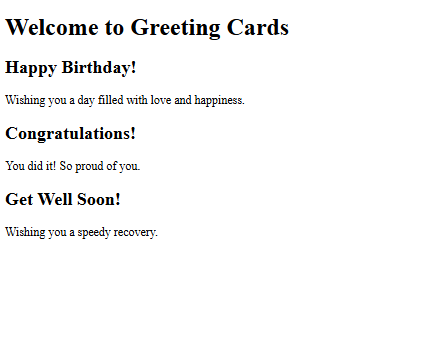 Welcome to Greeting Cards
Happy Birthday!
Wishing you a day filled with love and happiness.
Congratulations!
You did it! So proud of you.
Get Well Soon!
Wishing you a speedy recovery.